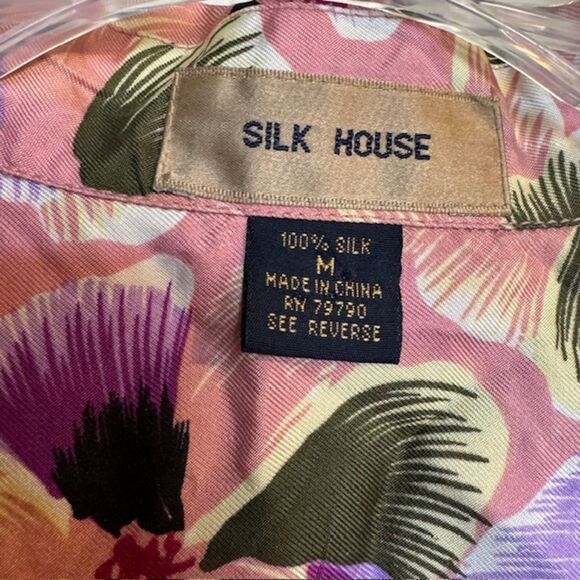 SILK HOUSE
100% SILK
M
MADE IN CHINA
RN 79790
SEE REVERSE